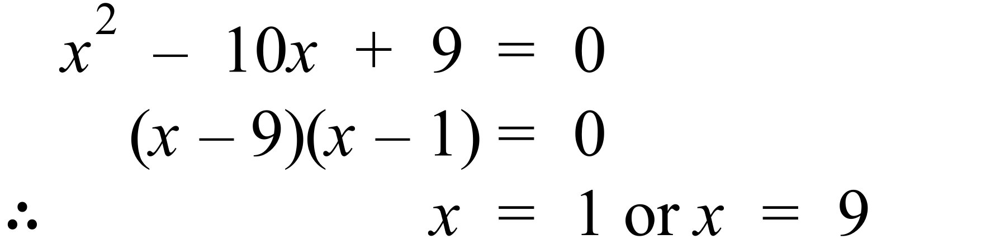 x² − 10x + 9 = 0
(x − 9)(x − 1) = 0
∴ x = 1 or x = 9